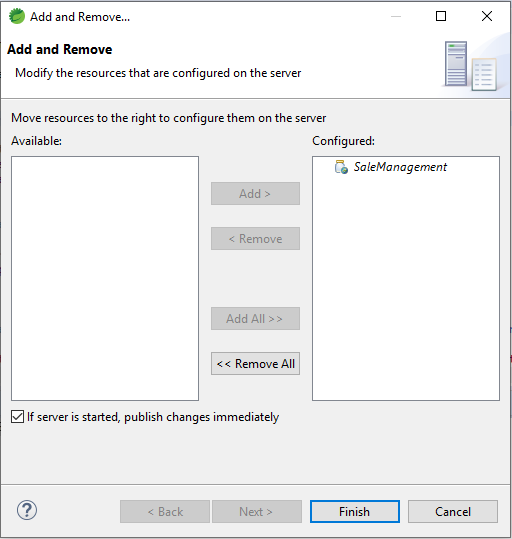 Add and Remove...
Add and Remove
Modify the resources that are configured on the server
Move resources to the right to configure them on the server
Available:
Configured:
SaleManagement
Add >
< Remove
Add All >>
<< Remove All
If server is started, publish changes immediately
?
< Back
Next >
Finish
Cancel